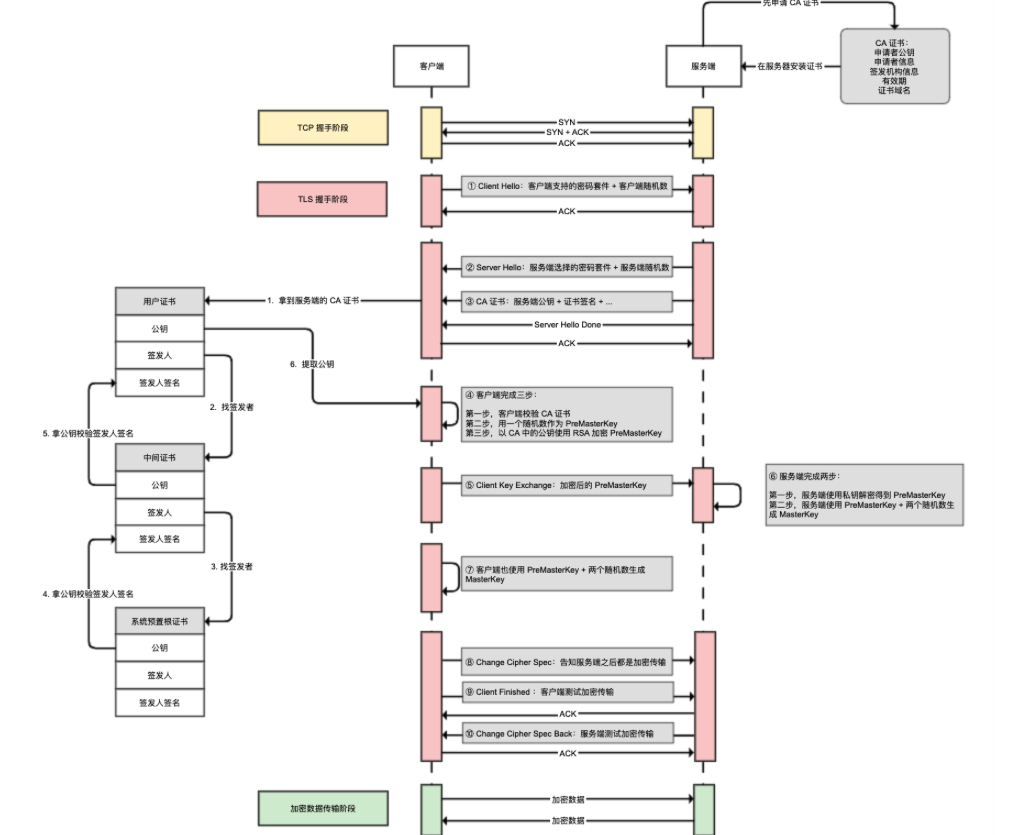 先申请 CA 证书
CA 证书：
申请者公钥
申请者信息
签发机构信息
有效期
证书域名
客户端
服务端
在服务器安装证书
TCP 握手阶段
SYN
SYN + ACK
ACK
TLS 握手阶段
① Client Hello：客户端支持的密码套件 + 客户端随机数
ACK
② Server Hello：服务端选择的密码套件 + 服务端随机数
1. 拿到服务端的 CA 证书
③ CA 证书：服务端公钥 + 证书签名 + ...
Server Hello Done
ACK
用户证书
公钥
签发人
签发人签名
6. 提取公钥
2. 找签发者
5. 拿公钥校验签发人签名
④ 客户端完成三步：
第一步，客户端校验 CA 证书
第二步，用一个随机数作为 PreMasterKey
第三步，以 CA 中的公钥使用 RSA 加密 PreMasterKey
中间证书
公钥
签发人
签发人签名
⑤ Client Key Exchange：加密后的 PreMasterKey
⑥ 服务端完成两步：
第一步，服务端使用私钥解密得到 PreMasterKey
第二步，服务端使用 PreMasterKey + 两个随机数生
成 MasterKey
3. 找签发者
4. 拿公钥校验签发人签名
⑦ 客户端也使用 PreMasterKey + 两个随机数生成
MasterKey
系统预置根证书
公钥
签发人
签发人签名
⑧ Change Cipher Spec：告知服务端之后都是加密传输
⑨ Client Finished ：客户端测试加密传输
ACK
⑩ Change Cipher Spec Back：服务端测试加密传输
ACK
加密数据传输阶段
加密数据
加密数据